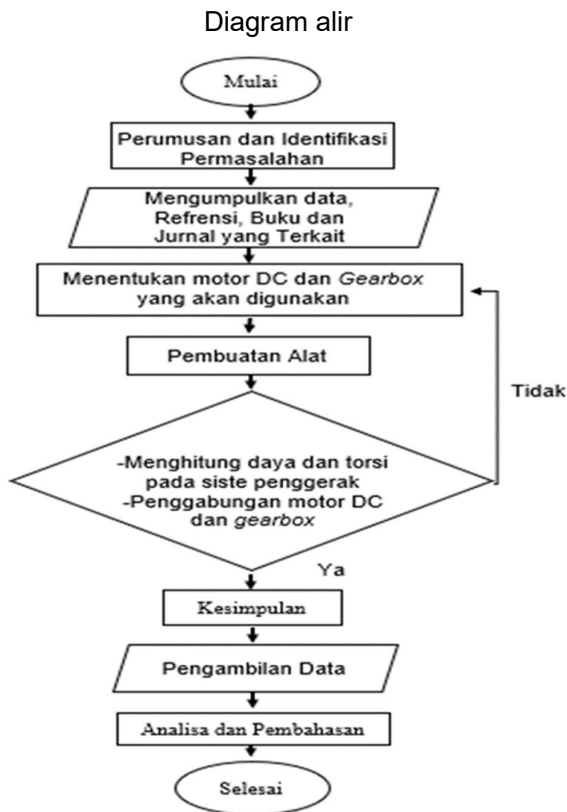 Diagram alir
Mulai
Perumusan dan Identifikasi
Permasalahan
Mengumpulkan data,
Refrensi, Buku dan
Jurnal yang Terkait
Menentukan motor DC dan Gearbox
yang akan digunakan
Pembuatan Alat
Tidak
-Menghitung daya dan torsi
pada siste penggerak
-Penggabungan motor DC
dan gearbox
Ya
Kesimpulan
Pengambilan Data
Analisa dan Pembahasan
Selesai